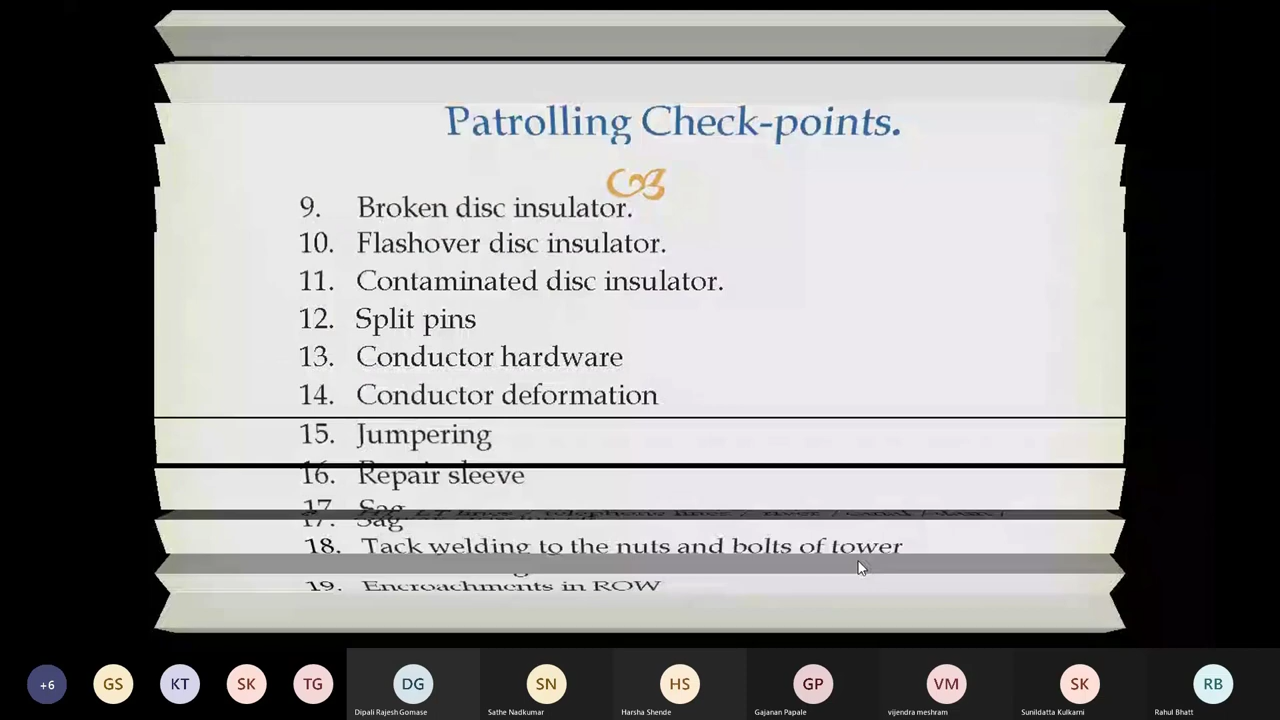 Patrolling Check-points.
9. Broken disc insulator.
10. Flashover disc insulator.
11. Contaminated disc insulator.
12. Split pins
13. Conductor hardware
14. Conductor deformation
15. Jumpering
16. Repair sleeve
17. Sag
17. Sag
18. Tack welding to the nuts and bolts of tower
19. Encroachments in ROW
+6 GS KT SK TG DG SN HS GP VM SK RB
Dipali Rajesh Gomase Sathe Nadkumar Harsha Shende Gajanan Papale vijendra meshram Sunildatta Kulkarni Rahul Bhatt